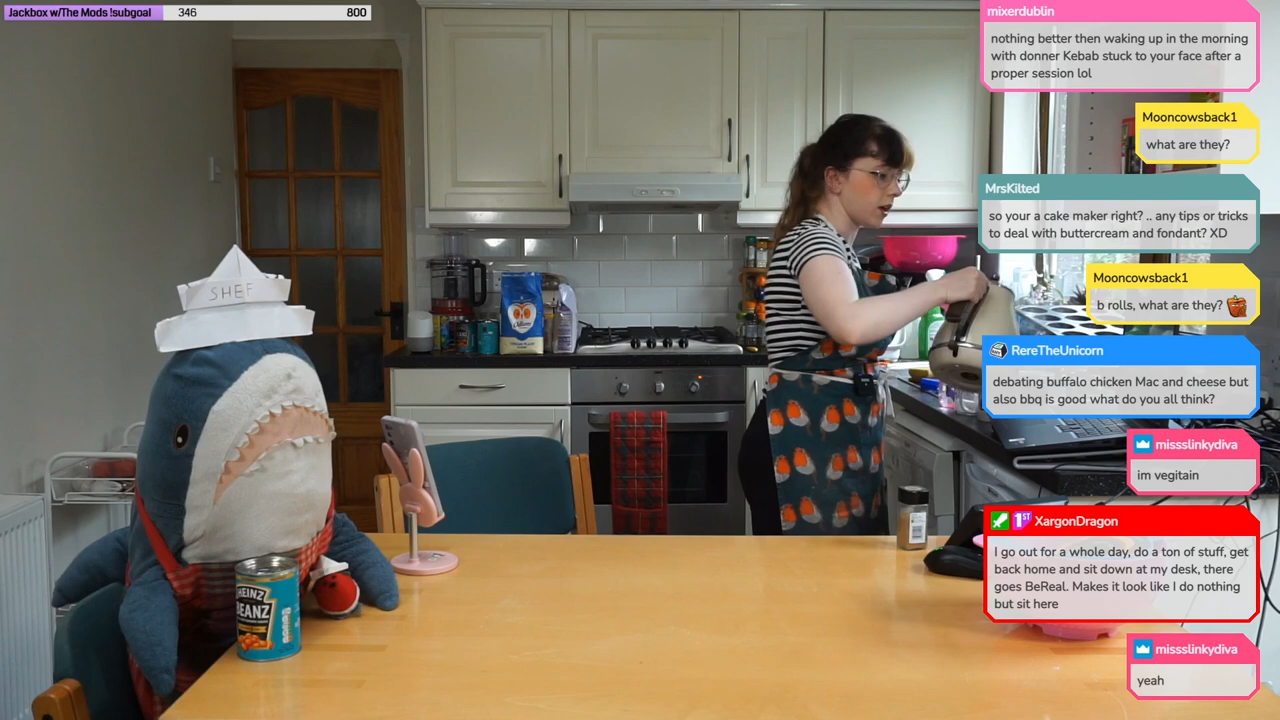 Jackbox w/The Mods !subgoal 346 800
mixerdublin
nothing better then waking up in the morning
with donner Kebab stuck to your face after a
proper session lol
Mooncowsback1
what are they?
MrsKilted
so your a cake maker right? .. any tips or tricks
to deal with buttercream and fondant? XD
Mooncowsback1
b rolls, what are they?
RereTheUnicorn
debating buffalo chicken Mac and cheese but
also bbq is good what do you all think?
missslinkydiva
im vegitain
1ST XargonDragon
I go out for a whole day, do a ton of stuff, get
back home and sit down at my desk, there
goes BeReal. Makes it look like I do nothing
but sit here
missslinkydiva
yeah
SHEF
HEINZ
BEANZ